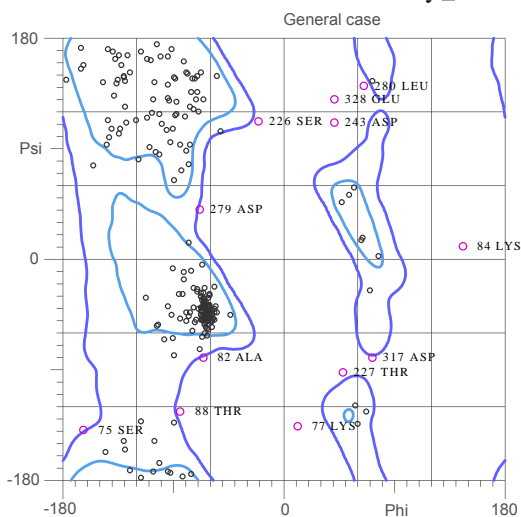 General case
180
280 LEU
328 GLU
226 SER
243 ASP
Psi
279 ASP
84 LYS
0
82 ALA
317 ASP
227 THR
88 THR
75 SER
77 LYS
-180
-180
0
Phi
180